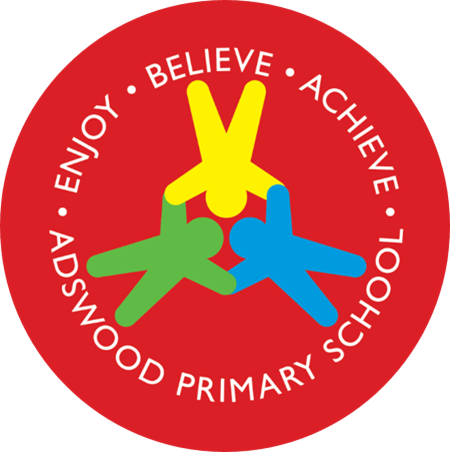 • ENJOY • BELIEVE • ACHIEVE •
ADSWOOD PRIMARY SCHOOL